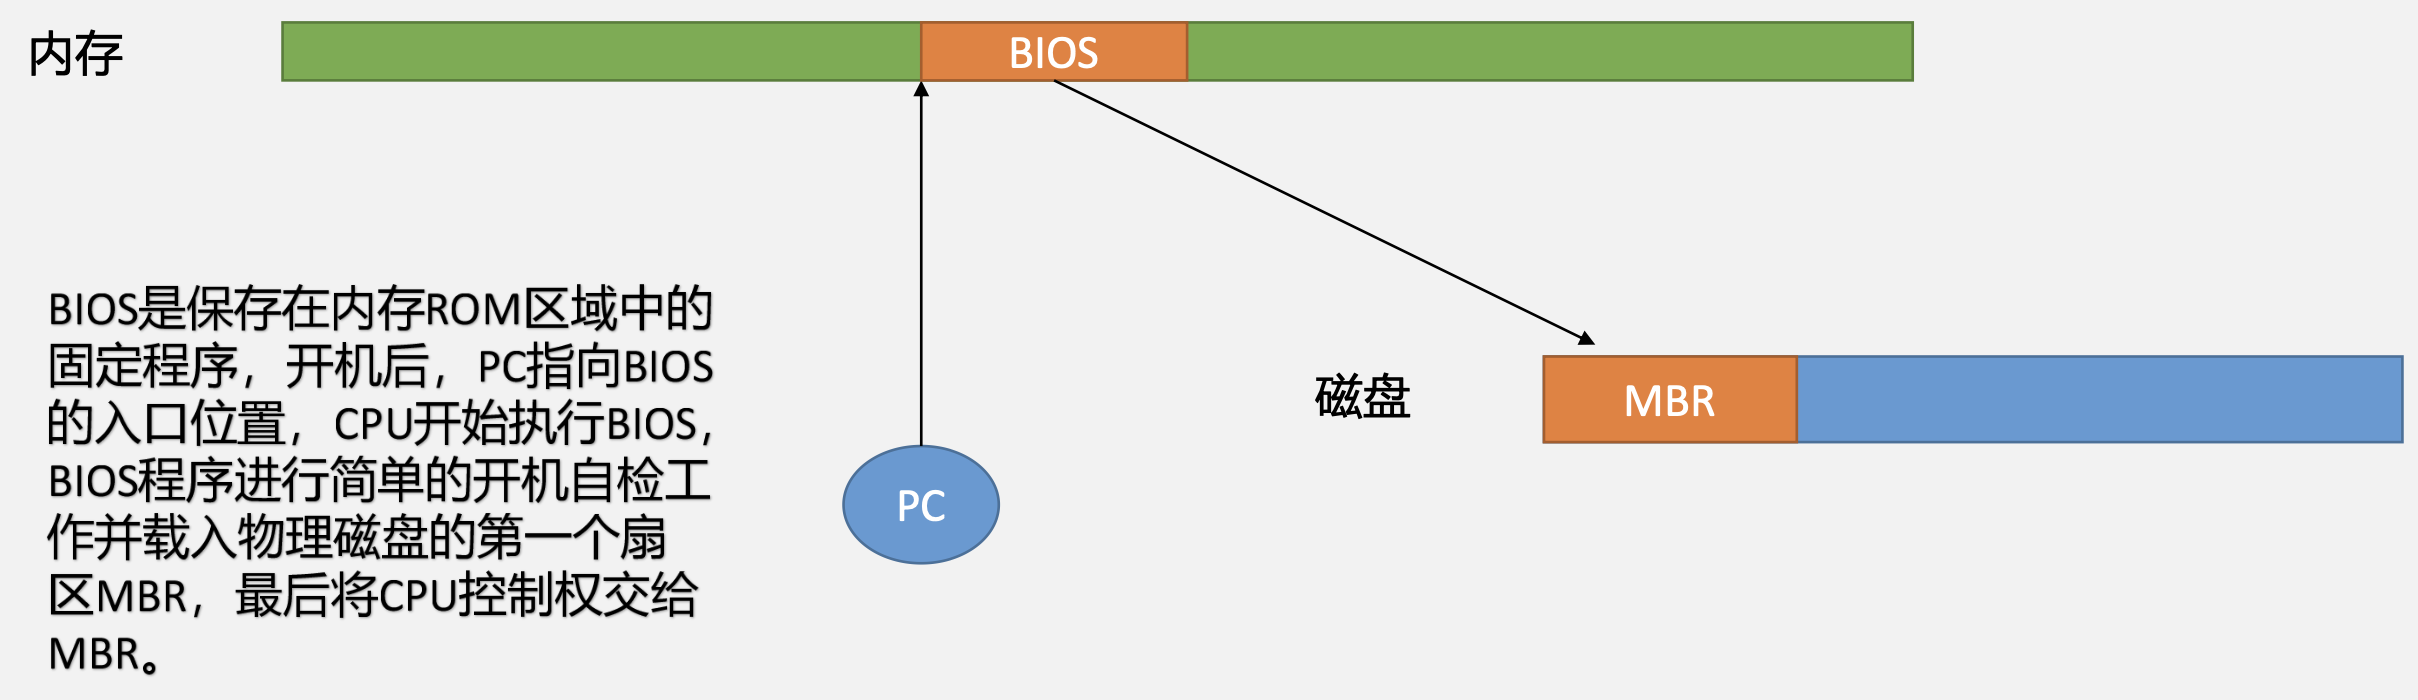 内存
BIOS
BIOS是保存在内存ROM区域中的
固定程序，开机后，PC指向BIOS
的入口位置，CPU开始执行BIOS，
BIOS程序进行简单的开机自检工
作并载入物理磁盘的第一个扇
区MBR，最后将CPU控制权交给
MBR。
PC
磁盘
MBR